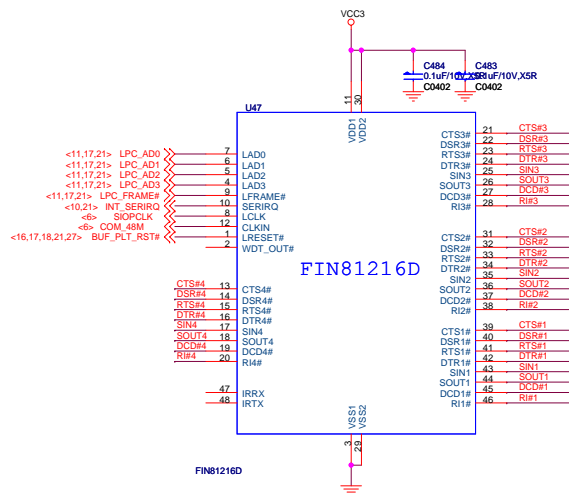 VCC3
C484
0.1uF/10V,X5R
C0402
C483
0.1uF/10V,X5R
C0402
U47
11
30
VDD1
VDD2
<11,17,21> LPC_AD0 7 LAD0
<11,17,21> LPC_AD1 6 LAD1
<11,17,21> LPC_AD2 5 LAD2
<11,17,21> LPC_AD3 4 LAD3
<11,17,21> LPC_FRAME# 9 LFRAME#
<10,21> INT_SERIRQ 10 SERIRQ
<6> SIOPCLK 8 LCLK
<6> COM_48M 12 CLKIN
<16,17,18,21,27> BUF_PLT_RST# 1 LRESET#
2 WDT_OUT#
CTS#4 13 CTS4#
DSR#4 14 DSR4#
RTS#4 15 RTS4#
DTR#4 16 DTR4#
SIN4 17 SIN4
SOUT4 18 SOUT4
DCD#4 19 DCD4#
RI#4 20 RI4#
47 IRRX
48 IRTX
FIN81216D
CTS3# 21 CTS#3
DSR3# 22 DSR#3
RTS3# 23 RTS#3
DTR3# 24 DTR#3
SIN3 25 SIN3
SOUT3 26 SOUT3
DCD3# 27 DCD#3
RI3# 28 RI#3
CTS2# 31 CTS#2
DSR2# 32 DSR#2
RTS2# 33 RTS#2
DTR2# 34 DTR#2
SIN2 35 SIN2
SOUT2 36 SOUT2
DCD2# 37 DCD#2
RI2# 38 RI#2
CTS1# 39 CTS#1
DSR1# 40 DSR#1
RTS1# 41 RTS#1
DTR1# 42 DTR#1
SIN1 43 SIN1
SOUT1 44 SOUT1
DCD1# 45 DCD#1
RI1# 46 RI#1
VSS1
VSS2
3
29
FIN81216D